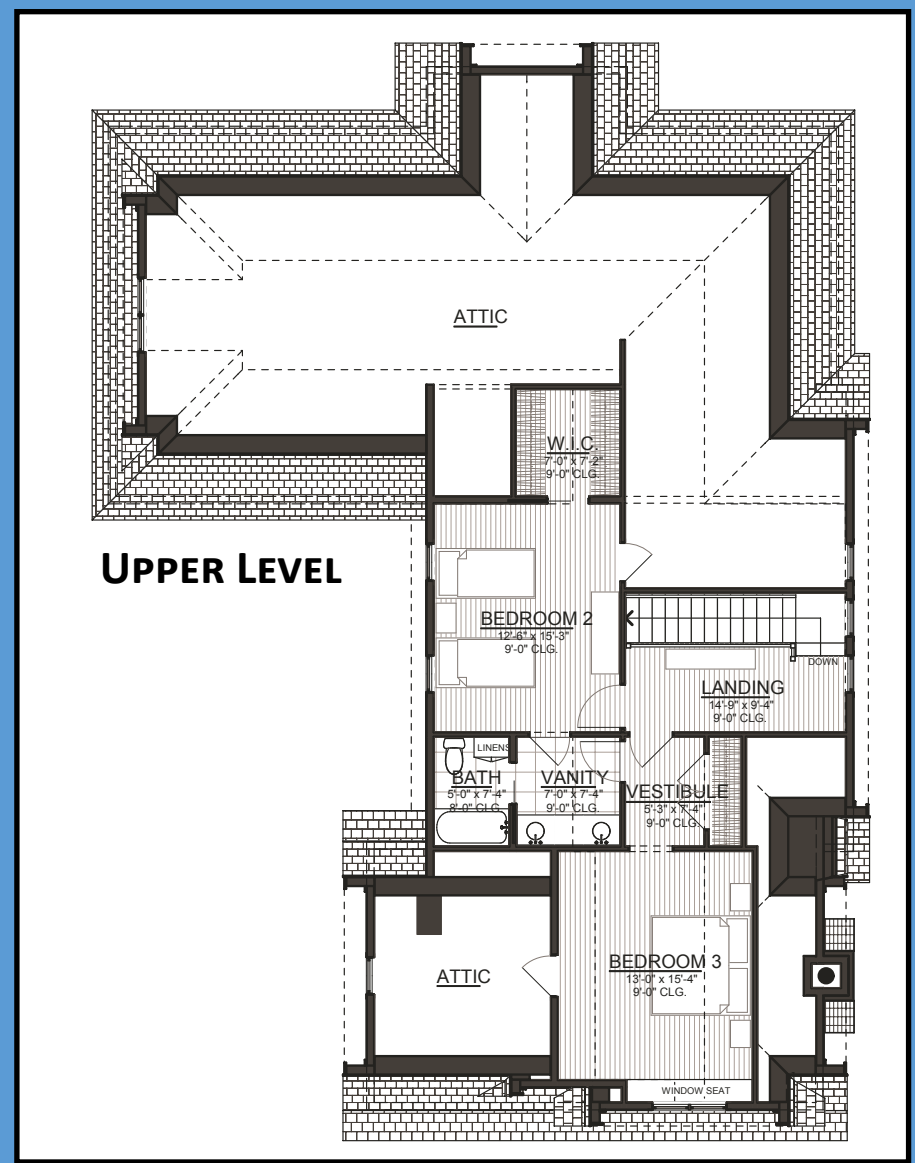 ATTIC
W.I.C.
7'-0" x 7'-2"
9'-0" CLG.
UPPER LEVEL
BEDROOM 2
12'-6" x 15'-3"
9'-0" CLG.
DOWN
LANDING
14'-9" x 9'-4"
9'-0" CLG.
LINENS
BATH
5'-0" x 7'-4"
8'-0" CLG.
VANITY
7'-0" x 7'-4"
9'-0" CLG.
VESTIBULE
5'-3" x 7'-4"
9'-0" CLG.
ATTIC
BEDROOM 3
13'-0" x 15'-4"
9'-0" CLG.
WINDOW SEAT